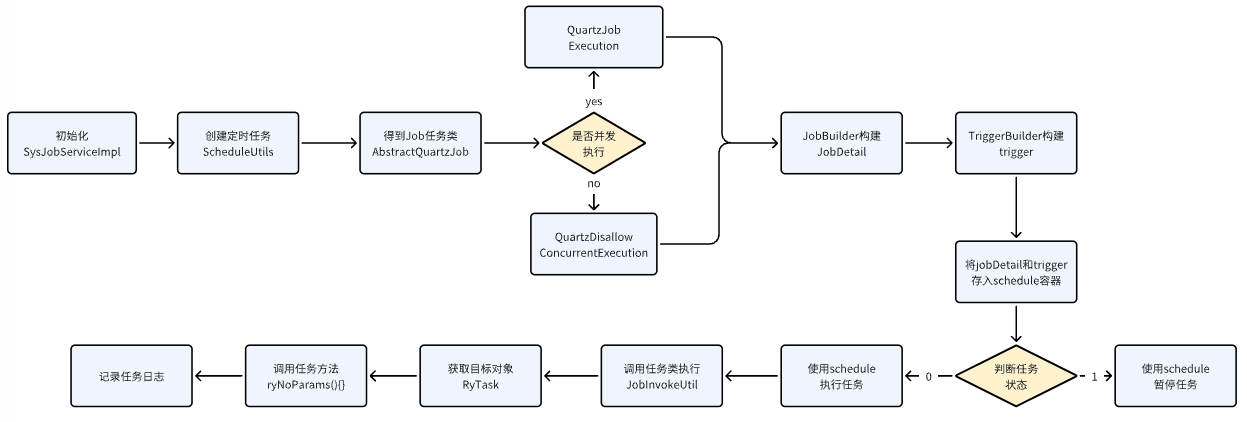 初始化
SysJobServiceImpl
创建定时任务
ScheduleUtils
得到Job任务类
AbstractQuartzJob
是否并发
执行
yes
QuartzJob
Execution
no
QuartzDisallow
ConcurrentExecution
JobBuilder构建
JobDetail
TriggerBuilder构建
trigger
将jobDetail和trigger
存入schedule容器
判断任务
状态
1
使用schedule
暂停任务
0
使用schedule
执行任务
调用任务类执行
JobInvokeUtil
获取目标对象
RyTask
调用任务方法
ryNoParams(){}
记录任务日志